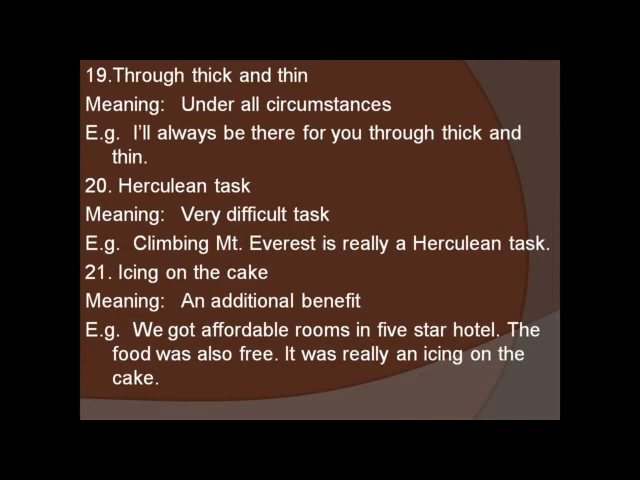 19.Through thick and thin
Meaning: Under all circumstances
E.g. I'll always be there for you through thick and
thin.
20. Herculean task
Meaning: Very difficult task
E.g. Climbing Mt. Everest is really a Herculean task.
21. Icing on the cake
Meaning: An additional benefit
E.g. We got affordable rooms in five star hotel. The
food was also free. It was really an icing on the
cake.